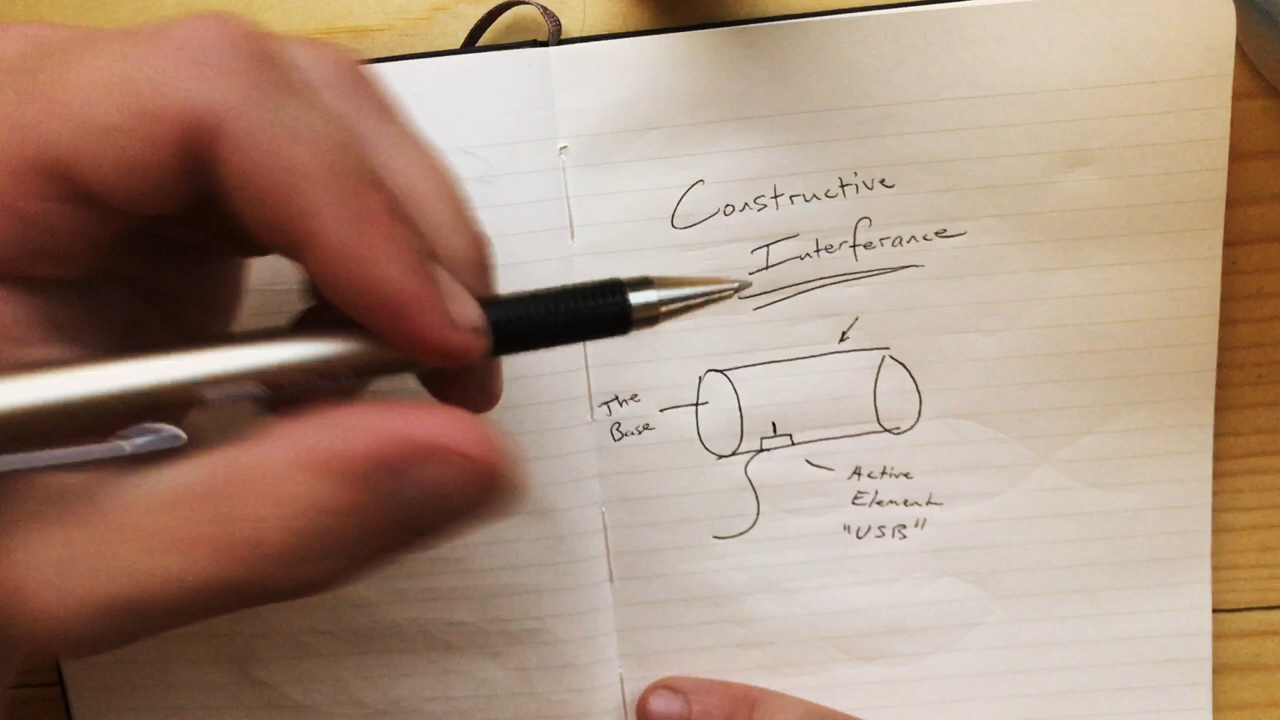 Constructive
Interferance
The
Base
Active
Element
"USB"